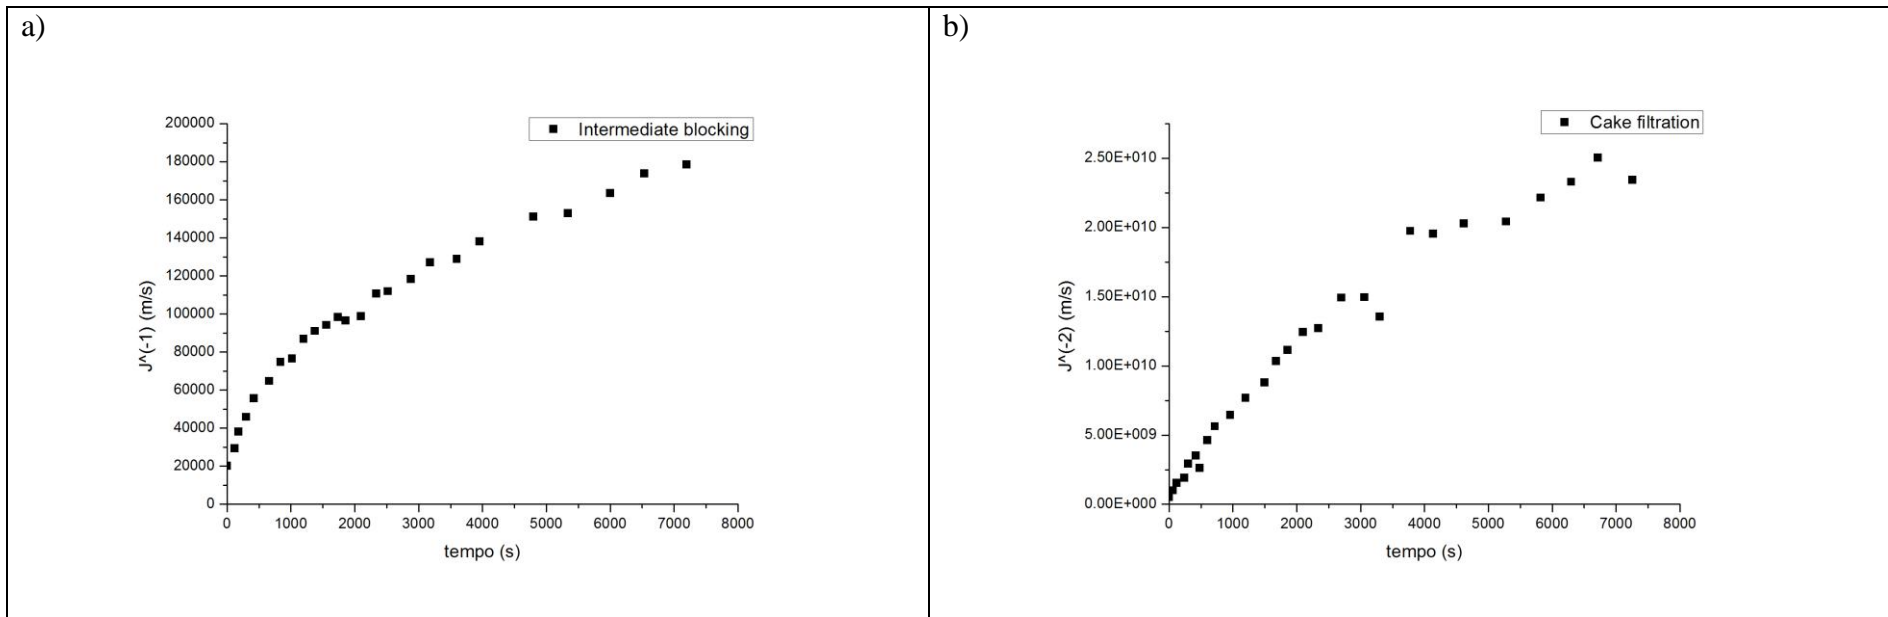 a)
Intermediate blocking
200000
180000
160000
140000
120000
100000
80000
60000
40000
20000
0
J^(-1) (m/s)
0 1000 2000 3000 4000 5000 6000 7000 8000
tempo (s)
b)
Cake filtration
2.50E+010
2.00E+010
1.50E+010
1.00E+010
5.00E+009
0.00E+000
J^(-2) (m/s)
0 1000 2000 3000 4000 5000 6000 7000 8000
tempo (s)